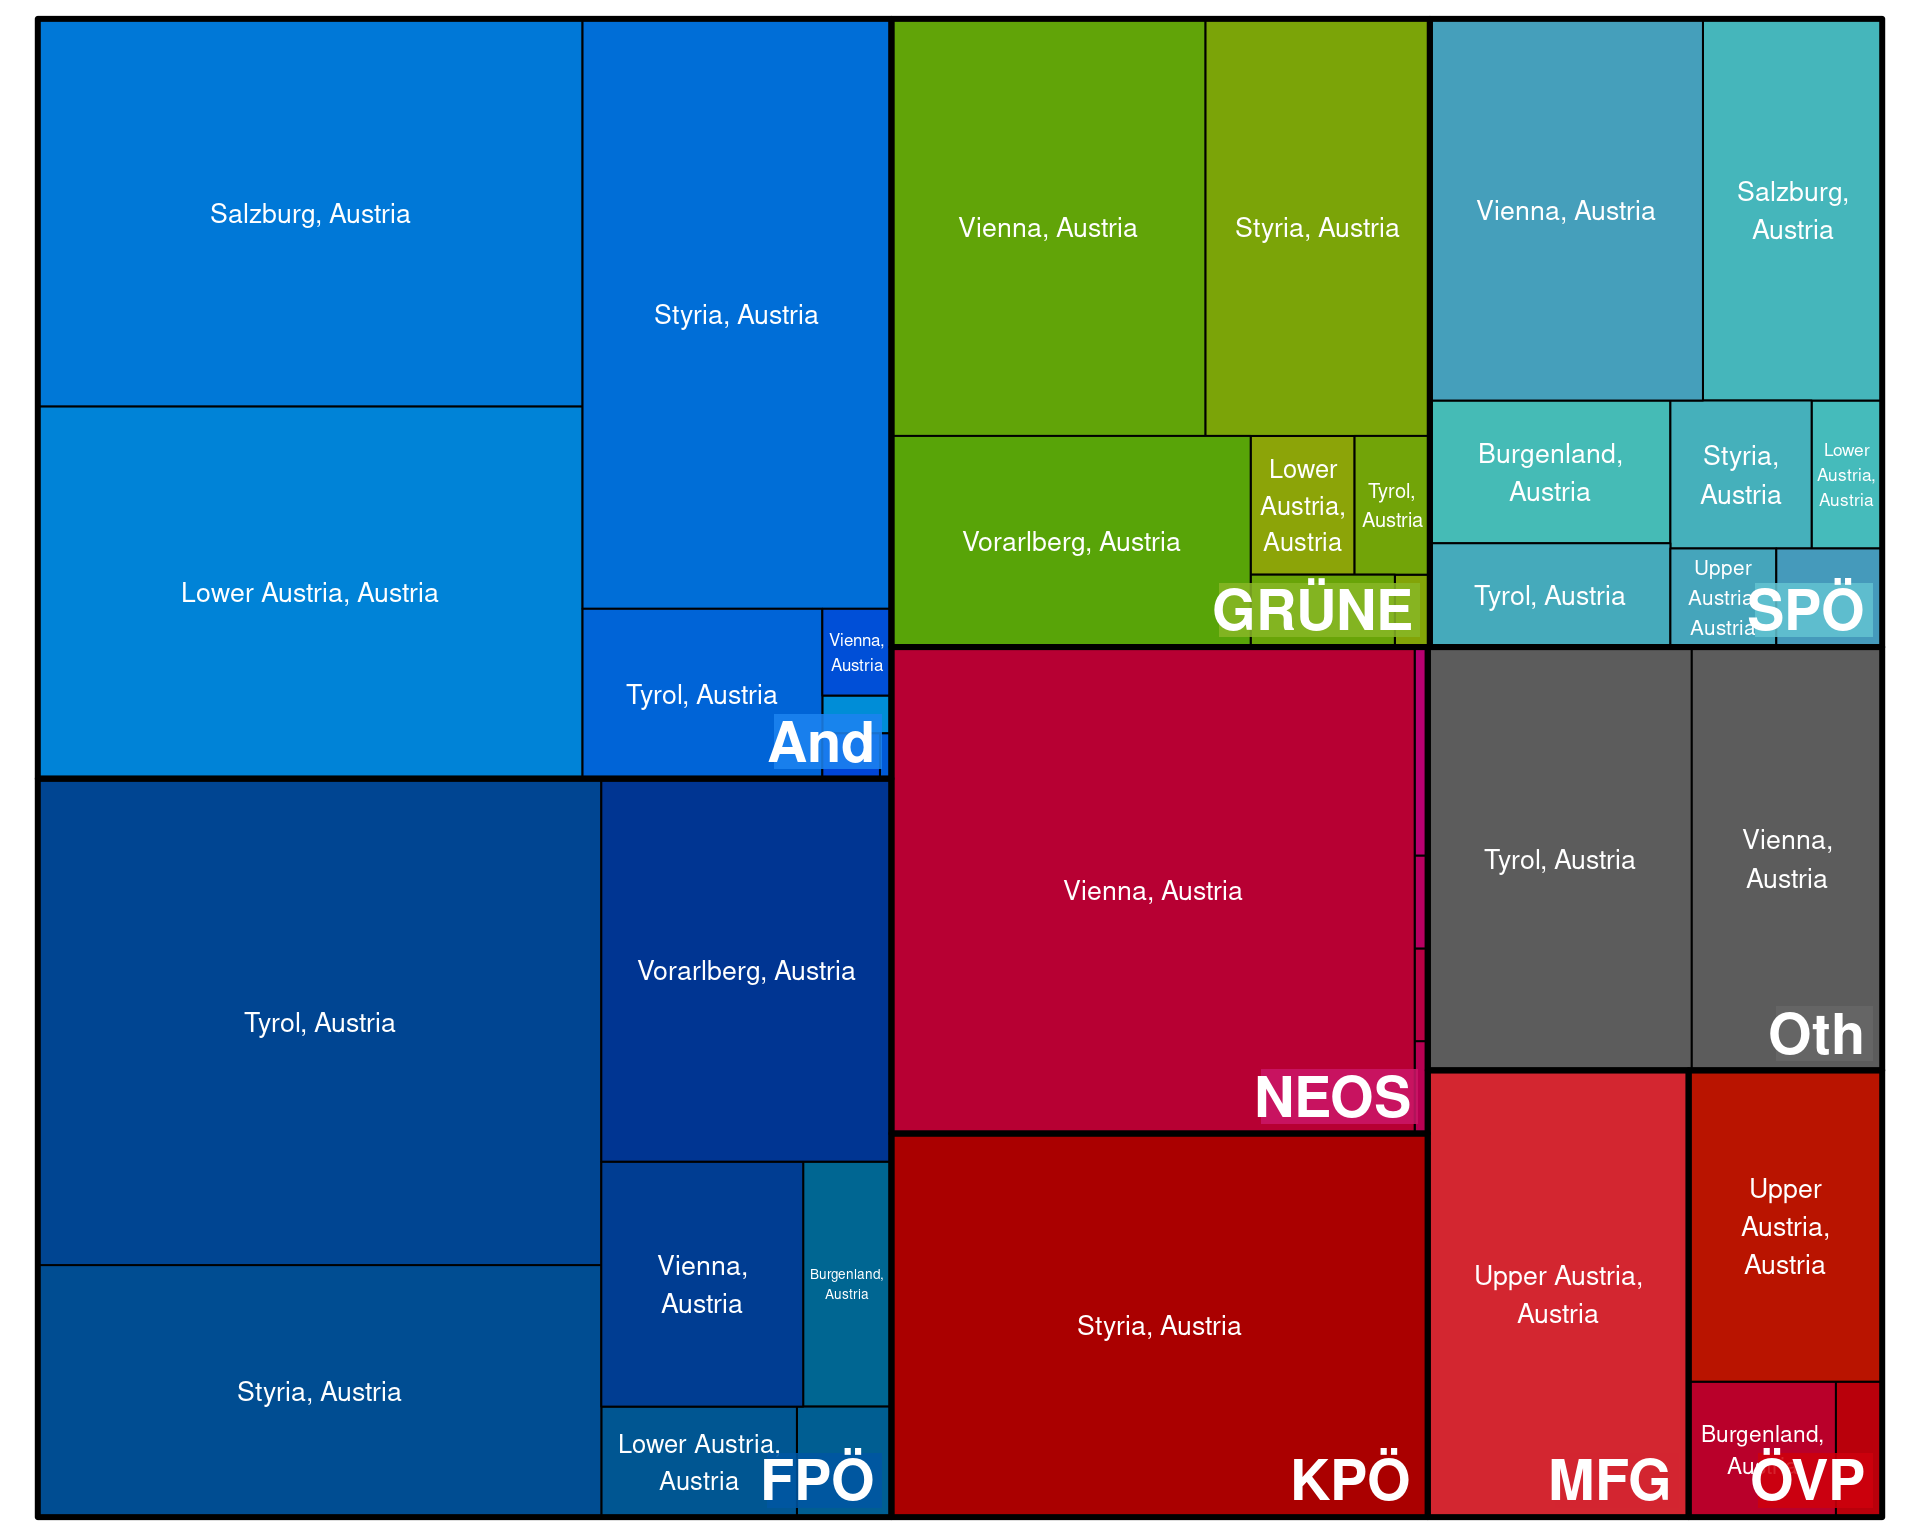 Salzburg, Austria
Lower Austria, Austria
Styria, Austria
Tyrol, Austria
Vienna,
Austria
And
Tyrol, Austria
Styria, Austria
Vorarlberg, Austria
Vienna,
Austria
Burgenland,
Austria
Lower Austria,
Austria
FPÖ
Vienna, Austria
Styria, Austria
Vorarlberg, Austria
Lower
Austria,
Austria
Tyrol,
Austria
GRÜNE
Vienna, Austria
Salzburg,
Austria
Burgenland,
Austria
Styria,
Austria
Lower
Austria,
Austria
Tyrol, Austria
Upper
Austria,
Austria
SPÖ
Vienna, Austria
NEOS
Styria, Austria
KPÖ
Tyrol, Austria
Vienna,
Austria
Oth
Upper Austria,
Austria
MFG
Upper
Austria,
Austria
Burgenland,
Austria
ÖVP